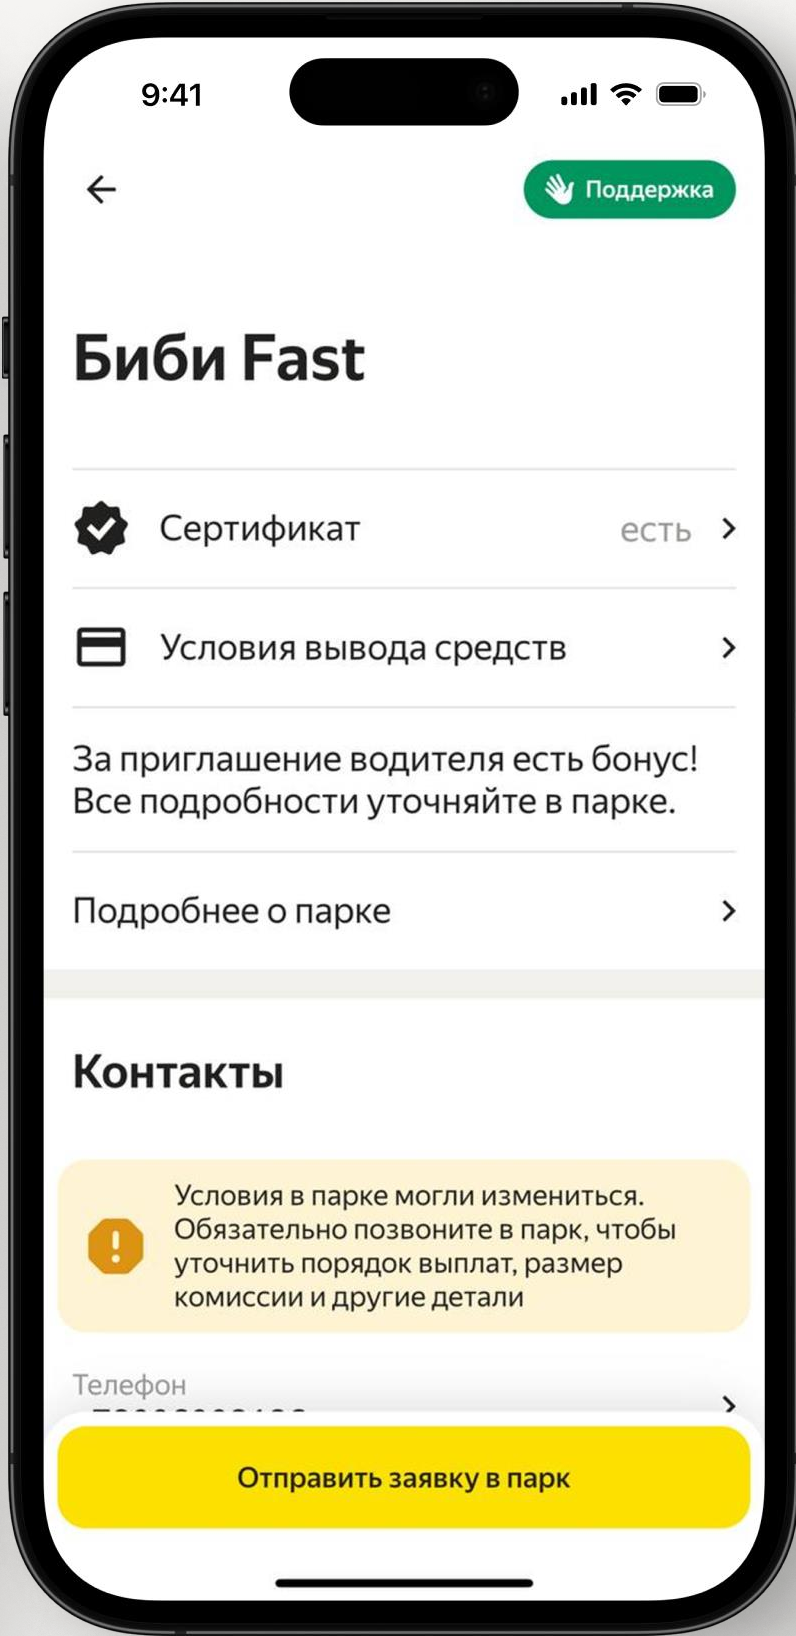 9:41
Поддержка
Биби Fast
Сертификат есть
Условия вывода средств
За приглашение водителя есть бонус!
Все подробности уточняйте в парке.
Подробнее о парке
Контакты
Условия в парке могли измениться.
Обязательно позвоните в парк, чтобы
уточнить порядок выплат, размер
комиссии и другие детали
Телефон
Отправить заявку в парк